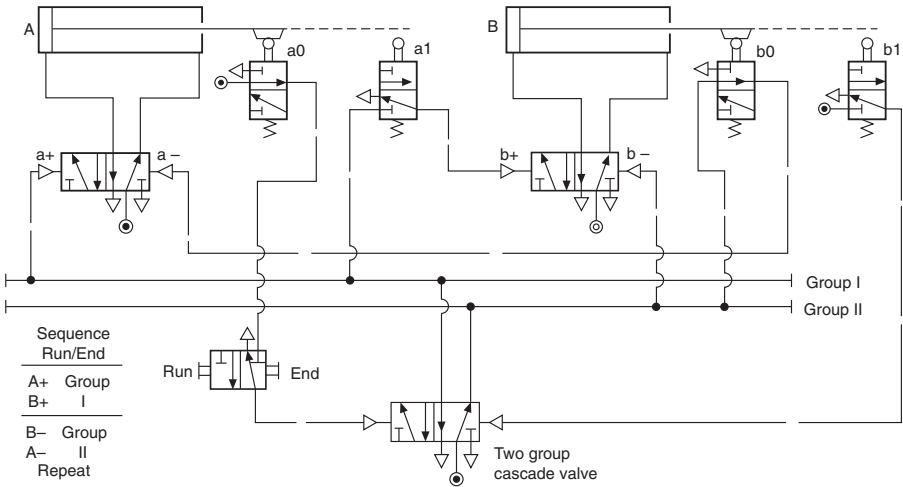 A
a0
a1
B
b0
b1
a+
a –
b+
b –
Group I
Group II
Sequence
Run/End
A+ Group
B+ I
B– Group
A– II
Repeat
Run
End
Two group
cascade valve